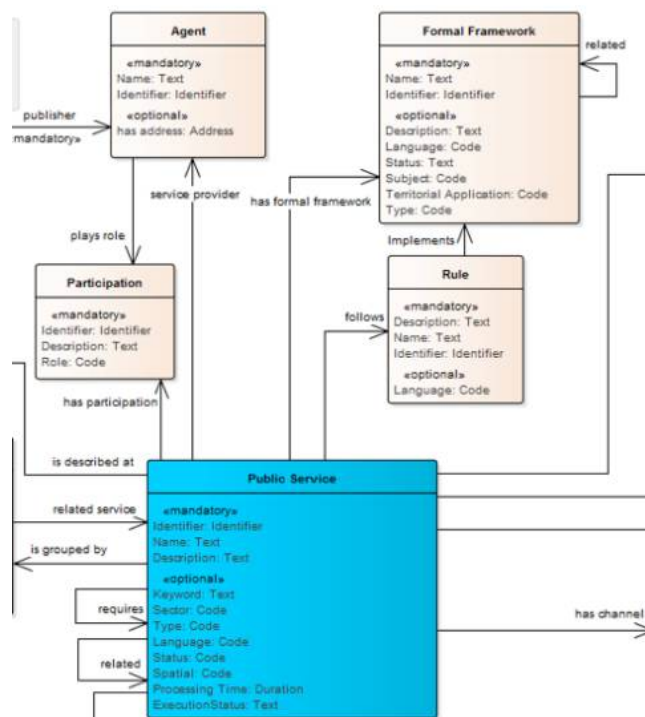 Agent
«mandatory»
Name: Text
Identifier: Identifier
«optional»
has address: Address
Formal Framework
«mandatory»
Name: Text
Identifier: Identifier
«optional»
Description: Text
Language: Code
Status: Text
Subject: Code
Territorial Application: Code
Type: Code
related
publisher
mandatory»
service provider
has formal framework
plays role
Implements
Participation
«mandatory»
Identifier: Identifier
Description: Text
Role: Code
Rule
«mandatory»
Description: Text
Name: Text
Identifier: Identifier
«optional»
Language: Code
follows
has participation
is described at
related service
is grouped by
Public Service
«mandatory»
Identifier: Identifier
Name: Text
Description: Text
«optional»
Keyword: Text
Sector: Code
Type: Code
Language: Code
Status: Code
Spatial: Code
Processing Time: Duration
ExecutionStatus: Text
requires
related
has channel